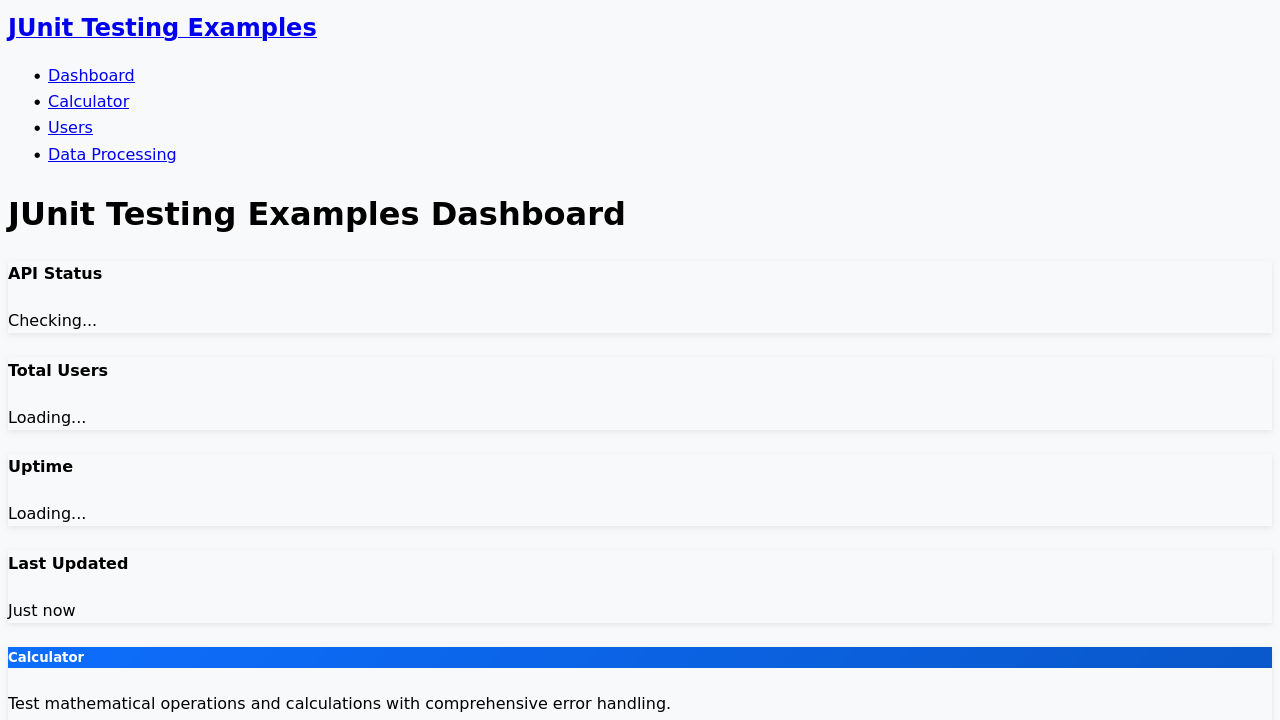 JUnit Testing Examples
Dashboard
Calculator
Users
Data Processing
JUnit Testing Examples Dashboard
API Status
Checking...
Total Users
Loading...
Uptime
Loading...
Last Updated
Just now
Calculator
Test mathematical operations and calculations with comprehensive error handling.